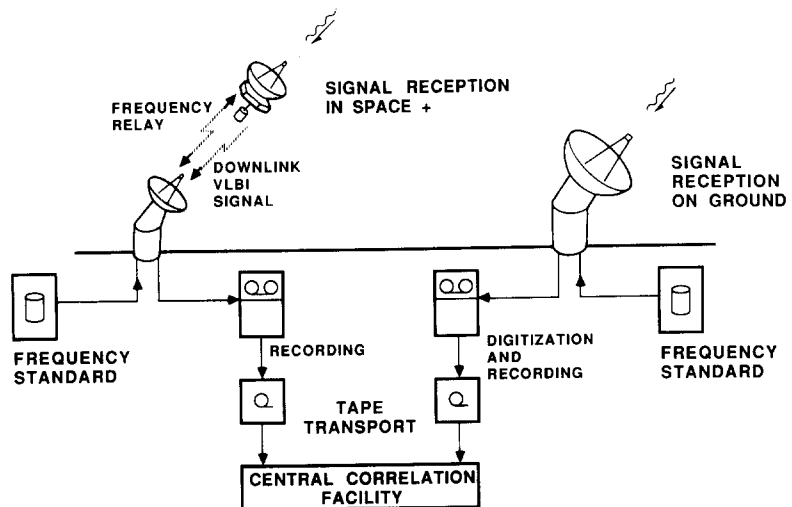 SIGNAL RECEPTION
IN SPACE +
FREQUENCY
RELAY
DOWNLINK
VLBI
SIGNAL
SIGNAL
RECEPTION
ON GROUND
FREQUENCY
STANDARD
RECORDING
DIGITIZATION
AND
RECORDING
FREQUENCY
STANDARD
TAPE
TRANSPORT
CENTRAL CORRELATION
FACILITY